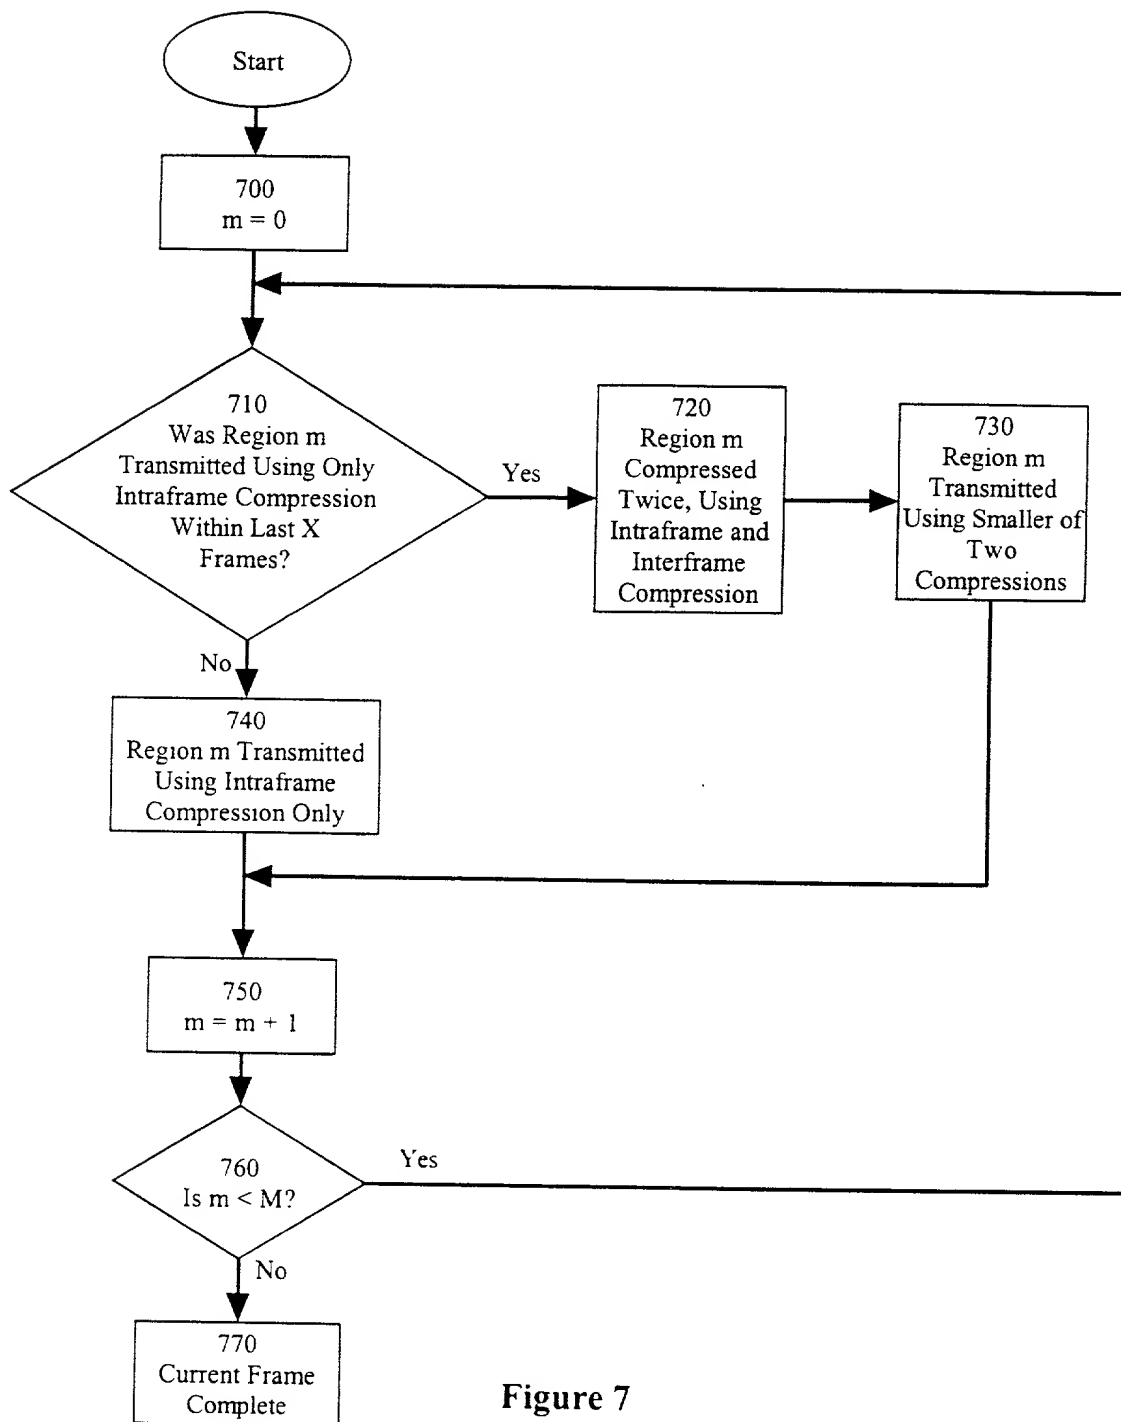 Start
700
m = 0
710
Was Region m
Transmitted Using Only
Intraframe Compression
Within Last X
Frames?
Yes
720
Region m
Compressed
Twice, Using
Intraframe and
Interframe
Compression
730
Region m
Transmitted
Using Smaller of
Two
Compressions
No
740
Region m Transmitted
Using Intraframe
Compression Only
750
m = m + 1
760
Is m < M?
Yes
No
770
Current Frame
Complete
Figure 7